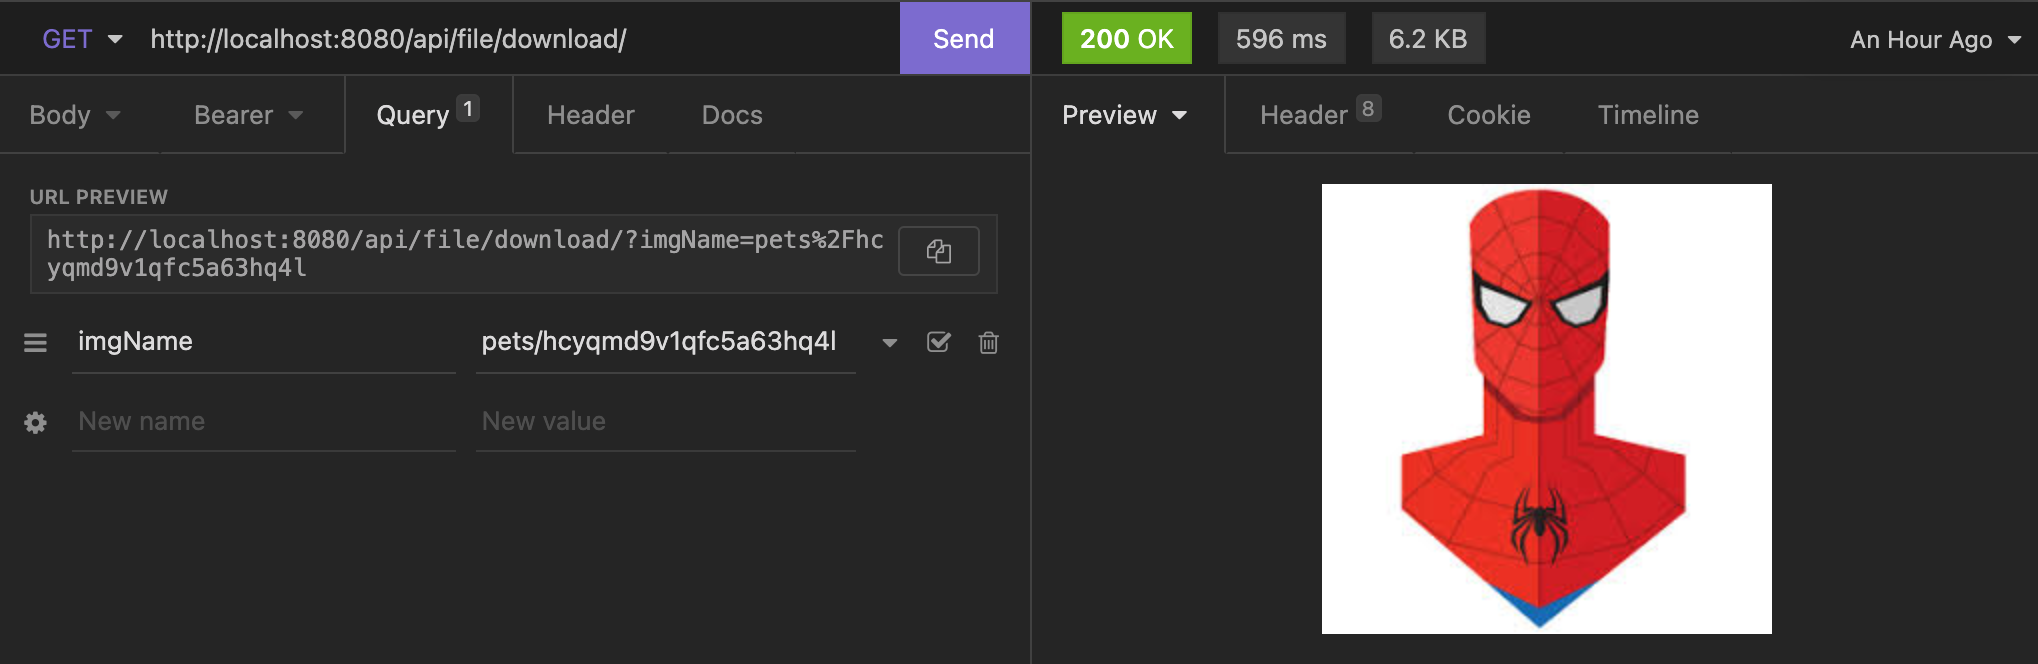 GET http://localhost:8080/api/file/download/ Send
200 OK 596 ms 6.2 KB An Hour Ago
Body Bearer Query 1 Header Docs
Preview Header 8 Cookie Timeline
URL PREVIEW
http://localhost:8080/api/file/download/?imgName=pets%2Fhc
yqmd9v1qfc5a63hq4l
imgName pets/hcyqmd9v1qfc5a63hq4l
New name New value